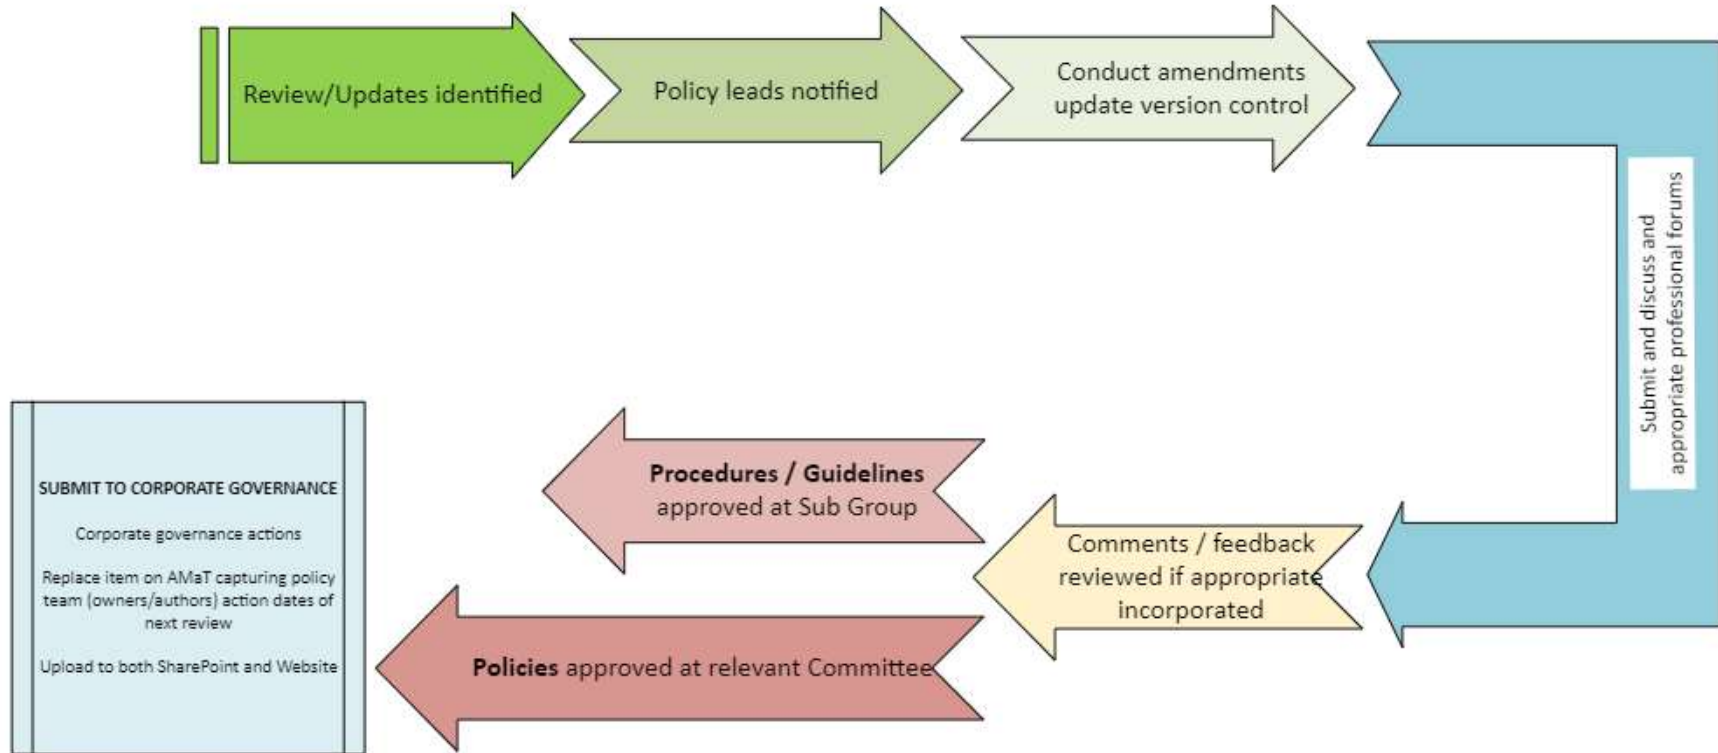 Review/Updates identified
Policy leads notified
Conduct amendments
update version control
Submit and discuss and
appropriate professional forums
Comments / feedback
reviewed if appropriate
incorporated
Procedures / Guidelines
approved at Sub Group
Policies approved at relevant Committee
SUBMIT TO CORPORATE GOVERNANCE
Corporate governance actions
Replace item on AMaT capturing policy
team (owners/authors) action dates of
next review
Upload to both SharePoint and Website